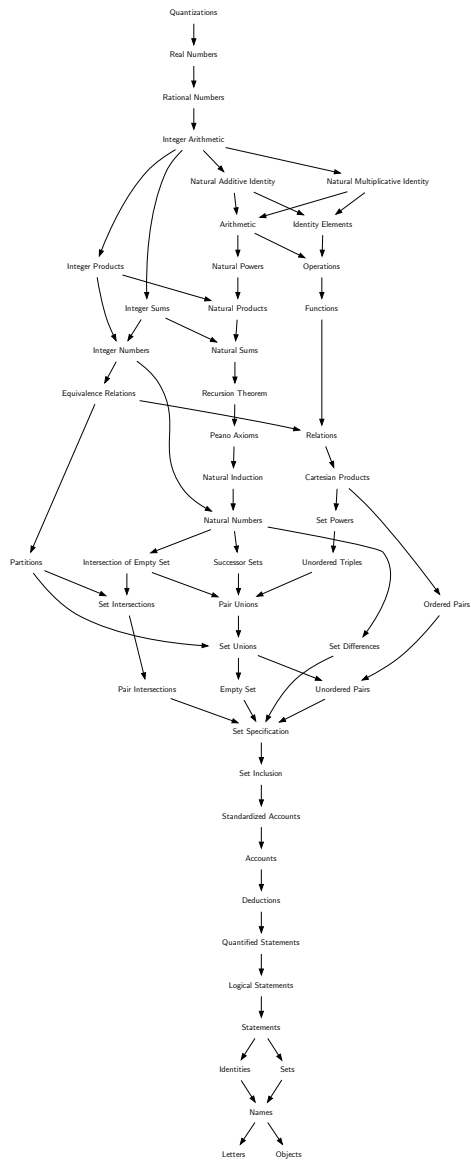 Quantizations
Real Numbers
Rational Numbers
Integer Arithmetic
Natural Additive Identity
Natural Multiplicative Identity
Arithmetic
Identity Elements
Integer Products
Natural Powers
Operations
Integer Sums
Natural Products
Functions
Integer Numbers
Natural Sums
Equivalence Relations
Recursion Theorem
Peano Axioms
Relations
Natural Induction
Cartesian Products
Natural Numbers
Set Powers
Partitions
Intersection of Empty Set
Successor Sets
Unordered Triples
Set Intersections
Pair Unions
Ordered Pairs
Set Unions
Set Differences
Pair Intersections
Empty Set
Unordered Pairs
Set Specification
Set Inclusion
Standardized Accounts
Accounts
Deductions
Quantified Statements
Logical Statements
Statements
Identities
Sets
Names
Letters
Objects